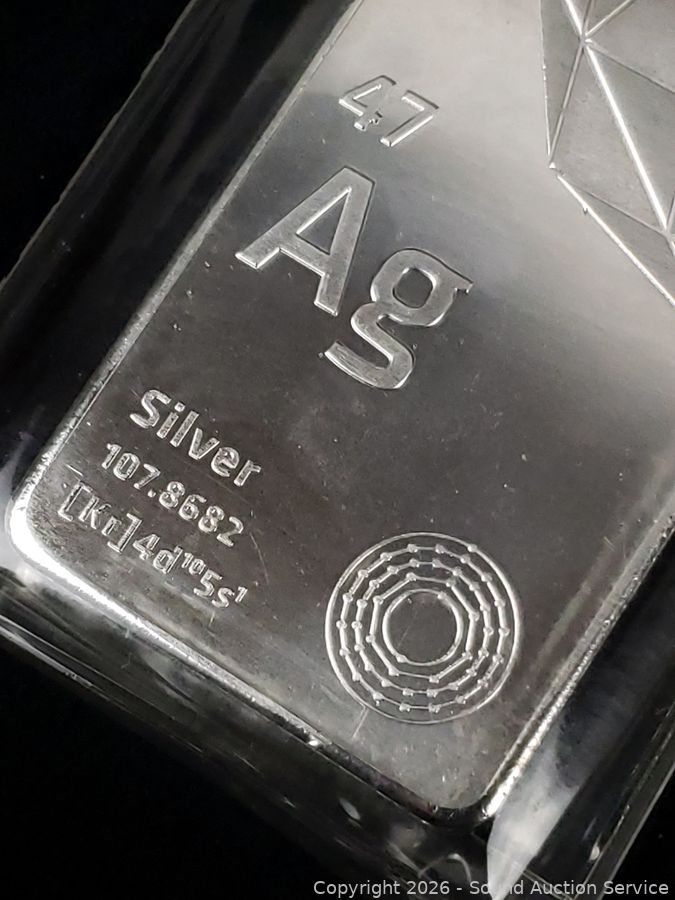 47
Ag
Silver
107.8682
[Kr]4d¹⁰5s¹
Copyright 2026 - Sound Auction Service